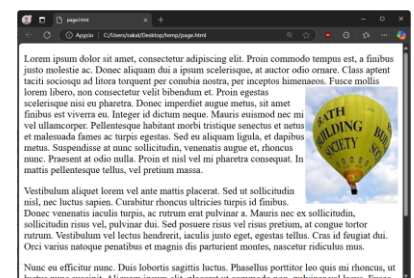 page.html
Αρχείο C:/Users/sakal/Desktop/temp/page.html
Lorem ipsum dolor sit amet, consectetur adipiscing elit. Proin commodo tempus est, a finibus
justo molestie ac. Donec aliquam dui a ipsum scelerisque, at auctor odio ornare. Class aptent
taciti sociosqu ad litora torquent per conubia nostra, per inceptos himenaeos. Fusce mollis
lorem libero, non consectetur velit bibendum et. Proin egestas
scelerisque nisi eu pharetra. Donec imperdiet augue metus, sit amet
finibus est viverra eu. Integer id dictum neque. Mauris euismod nec mi
vel ullamcorper. Pellentesque habitant morbi tristique senectus et netus
et malesuada fames ac turpis egestas. Sed eu aliquam ligula, et dapibus
metus. Suspendisse at nunc sollicitudin, venenatis augue et, rhoncus
nunc. Praesent at odio nulla. Proin et nisl vel mi pharetra consequat. In
mattis pellentesque tellus, vel pretium massa.
BATH
BUILDING
SOCIETY
Vestibulum aliquet lorem vel ante mattis placerat. Sed ut sollicitudin
nisl, nec luctus sapien. Curabitur rhoncus ultricies turpis id finibus.
Donec venenatis iaculis turpis, ac rutrum erat pulvinar a. Mauris nec ex sollicitudin,
sollicitudin risus vel, pulvinar dui. Sed posuere risus vel risus pretium, at congue tortor
rutrum. Vestibulum vel lectus hendrerit, iaculis justo eget, egestas tellus. Cras id feugiat dui.
Orci varius natoque penatibus et magnis dis parturient montes, nascetur ridiculus mus.
Nunc eu efficitur nunc. Duis lobortis sagittis luctus. Phasellus porttitor leo quis mi rhoncus, ut